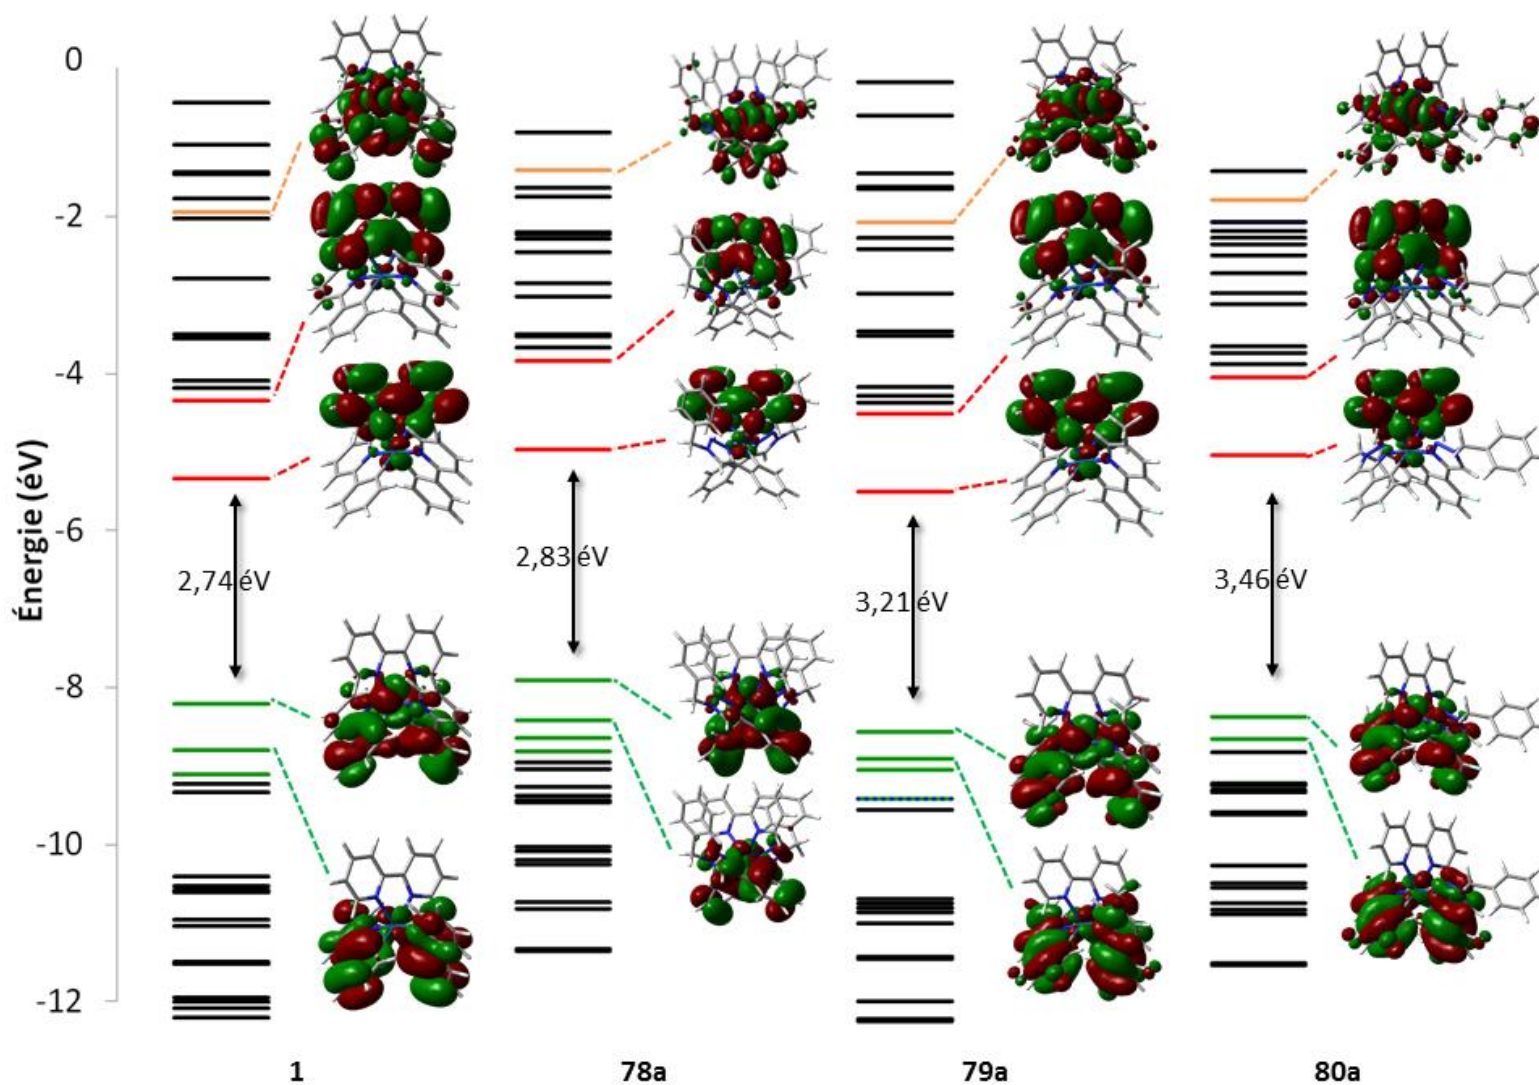 0
-2
-4
-6
-8
-10
-12
Énergie (éV)
2,74 éV
2,83 éV
3,21 éV
3,46 éV
1
78a
79a
80a